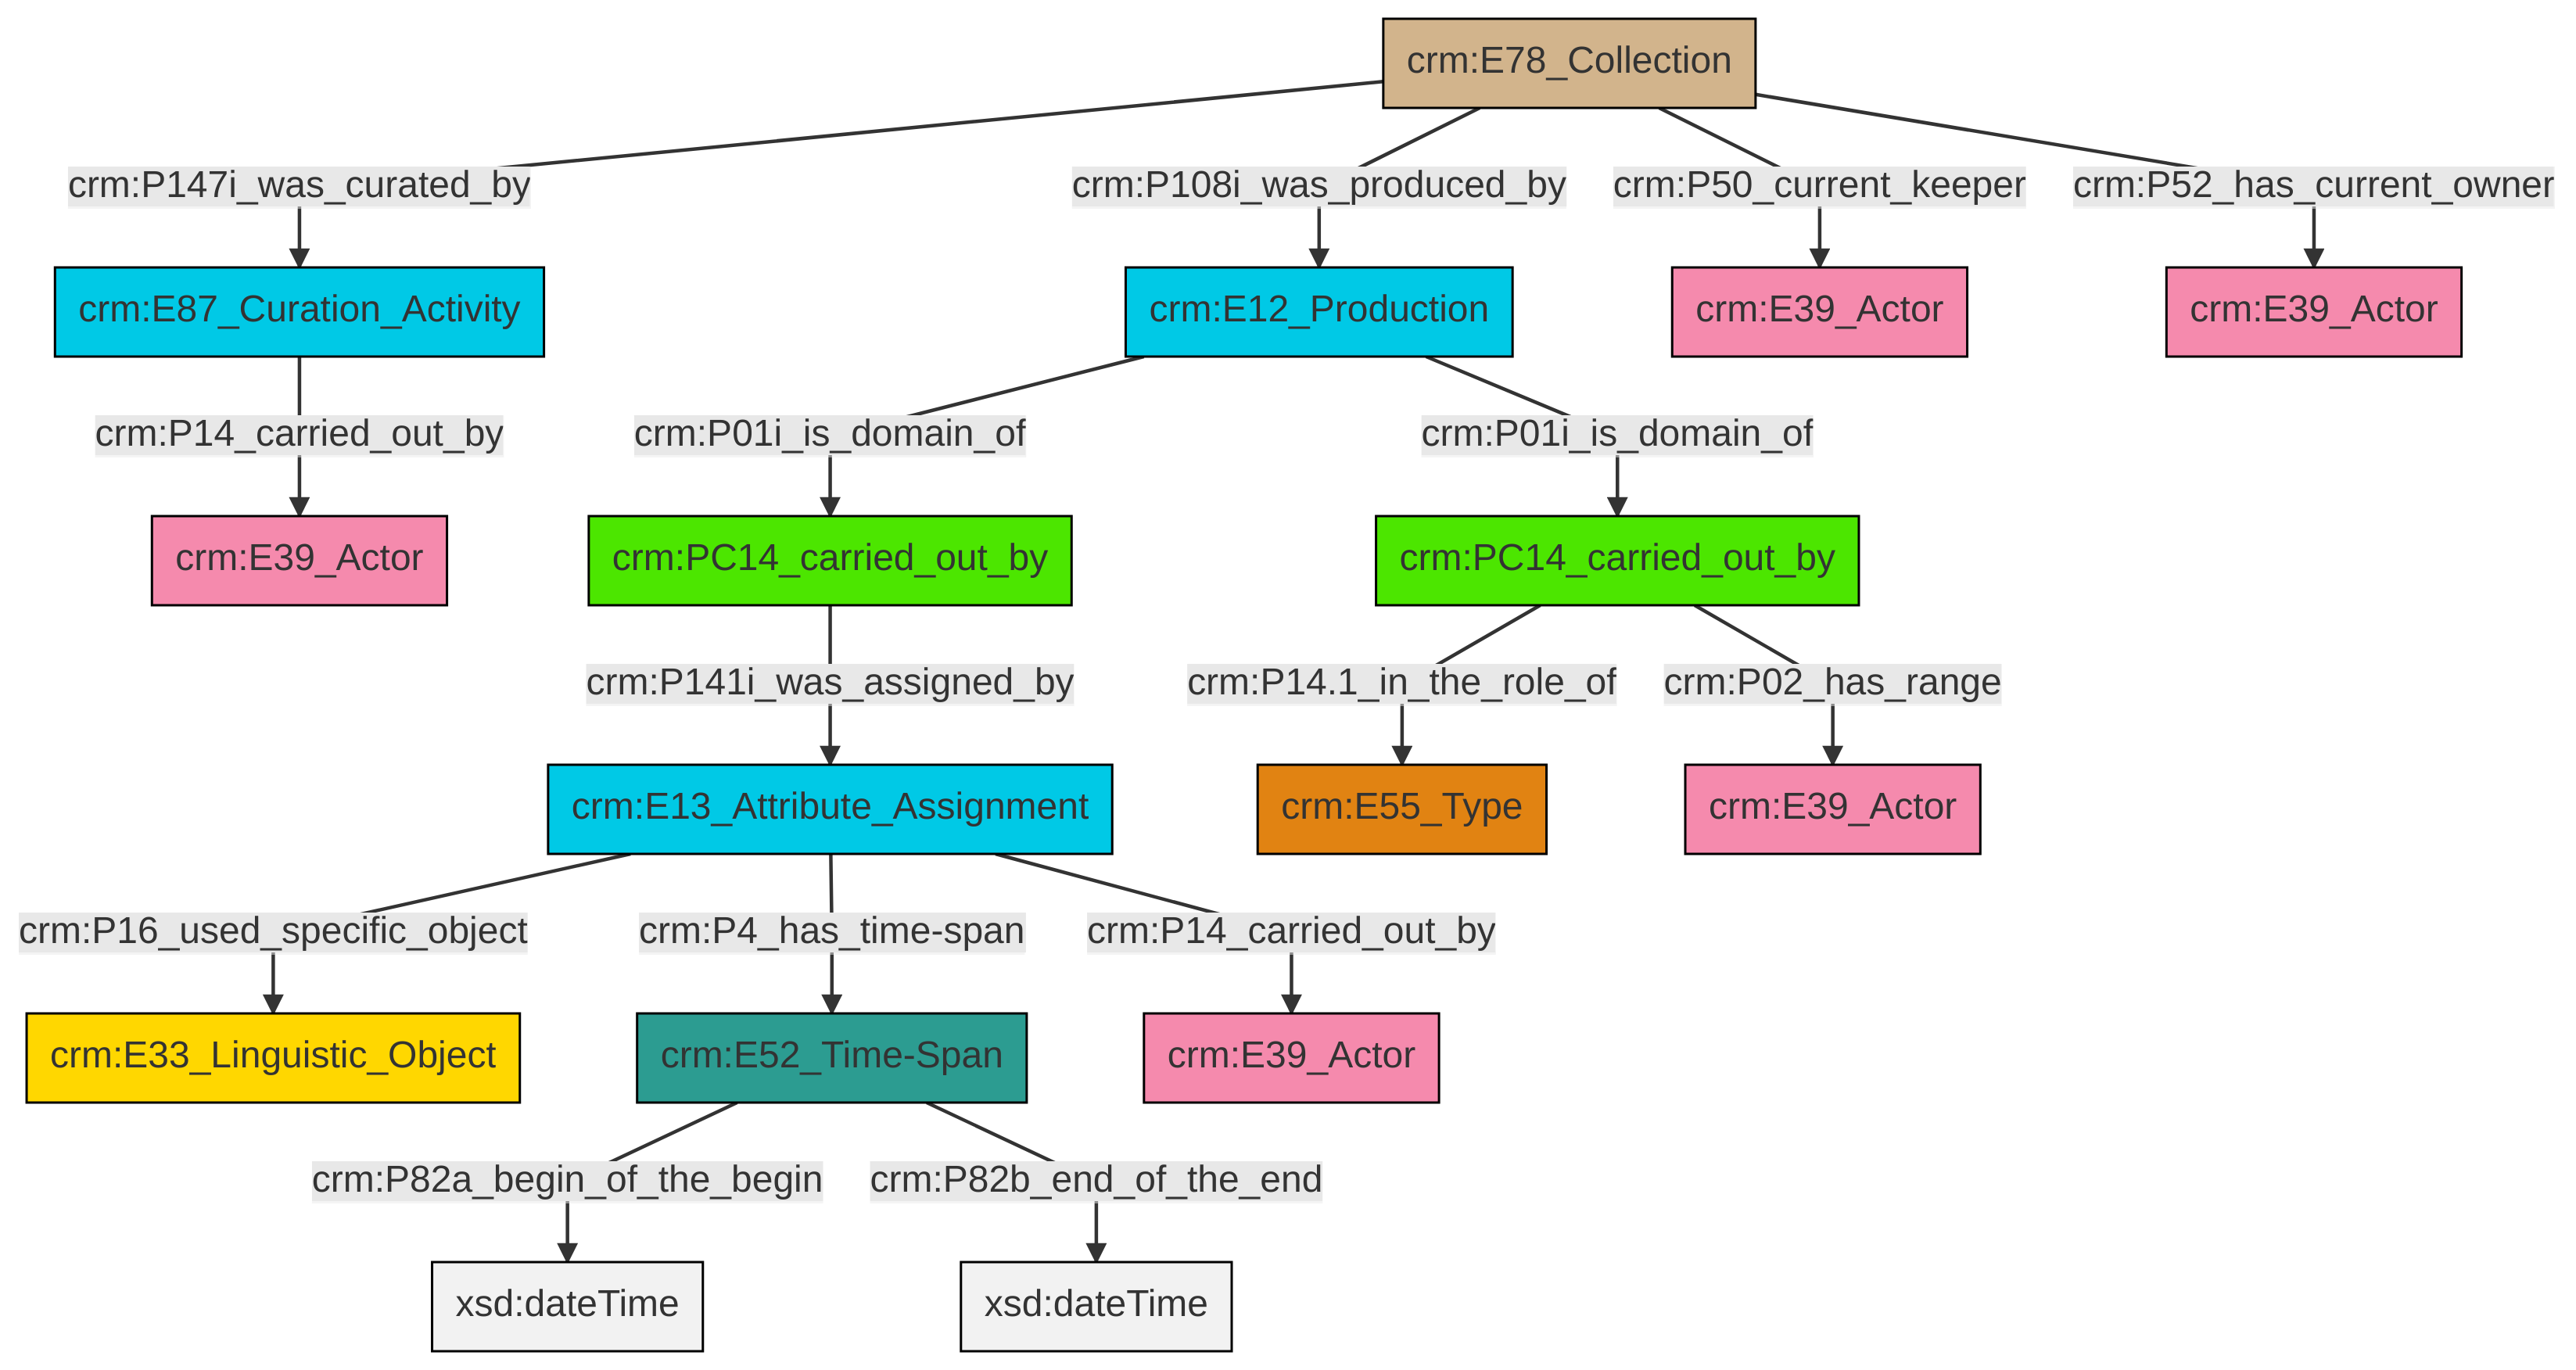 crm:E78_Collection
crm:P147i_was_curated_by
crm:P108i_was_produced_by
crm:P50_current_keeper
crm:P52_has_current_owner
crm:E87_Curation_Activity
crm:E12_Production
crm:E39_Actor
crm:E39_Actor
crm:P14_carried_out_by
crm:P01i_is_domain_of
crm:P01i_is_domain_of
crm:E39_Actor
crm:PC14_carried_out_by
crm:PC14_carried_out_by
crm:P141i_was_assigned_by
crm:P14.1_in_the_role_of
crm:P02_has_range
crm:E13_Attribute_Assignment
crm:E55_Type
crm:E39_Actor
crm:P16_used_specific_object
crm:P4_has_time-span
crm:P14_carried_out_by
crm:E33_Linguistic_Object
crm:E52_Time-Span
crm:E39_Actor
crm:P82a_begin_of_the_begin
crm:P82b_end_of_the_end
xsd:dateTime
xsd:dateTime